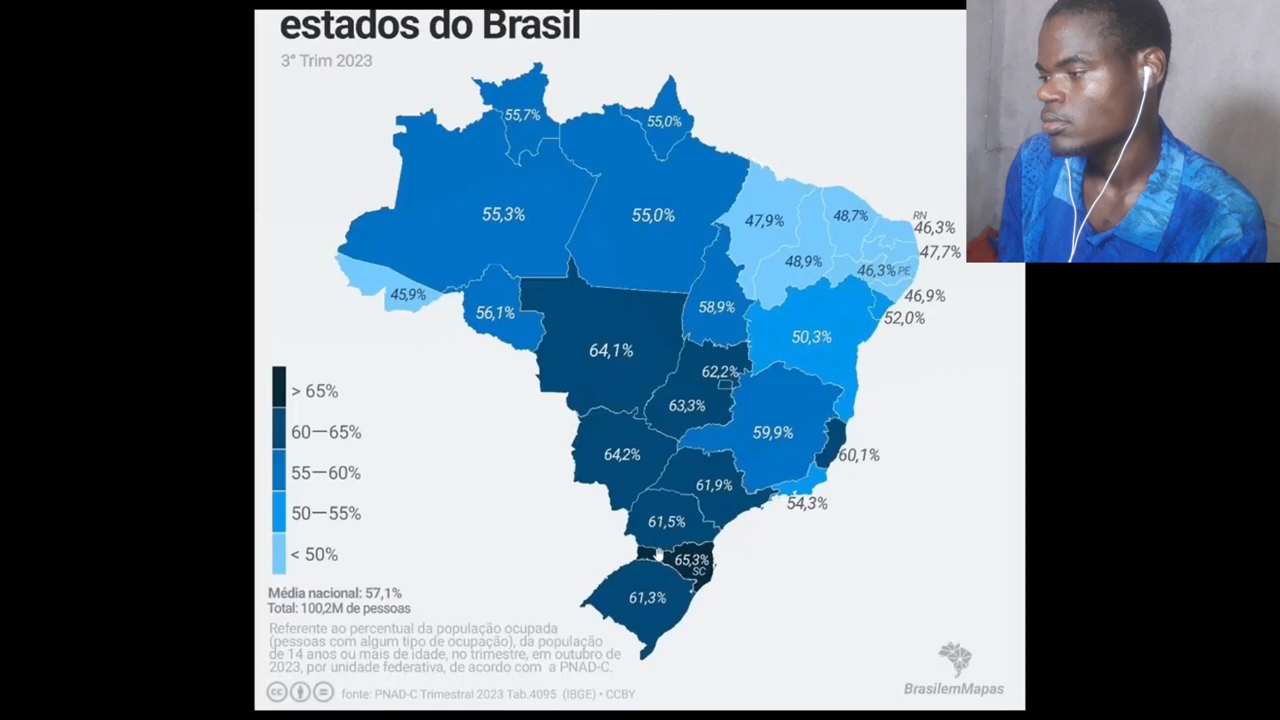 estados do Brasil
3° Trim 2023
55,7%
55,0%
55,3%
55,0%
47,9%
48,7%
RN
46,3%
47,7%
48,9%
46,3% PE
46,9%
52,0%
45,9%
56,1%
58,9%
50,3%
64,1%
62,2%
63,3%
59,9%
60,1%
64,2%
61,9%
54,3%
61,5%
65,3%
SC
61,3%
> 65%
60—65%
55—60%
50—55%
< 50%
Média nacional: 57,1%
Total: 100,2M de pessoas
Referente ao percentual da população ocupada
(pessoas com algum tipo de ocupação), da população
de 14 anos ou mais de idade, no trimestre, em outubro de
2023, por unidade federativa, de acordo com a PNAD-C.
cc
fonte: PNAD-C Trimestral 2023 Tab.4095 (IBGE) • CCBY
BrasilemMapas